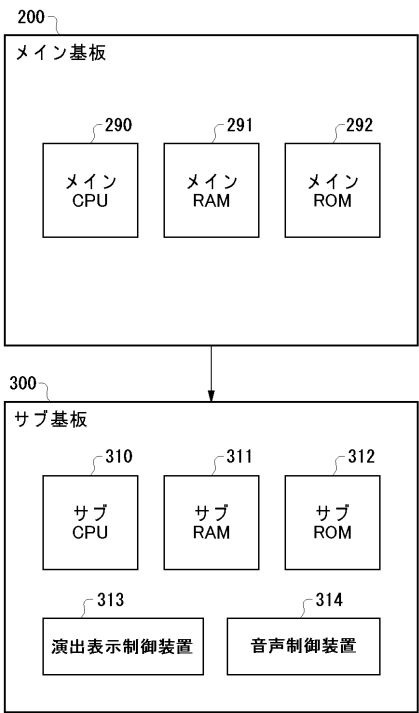 200
メイン基板
290
291
292
メイン
CPU
メイン
RAM
メイン
ROM
300
サブ基板
310
311
312
サブ
CPU
サブ
RAM
サブ
ROM
313
314
演出表示制御装置
音声制御装置